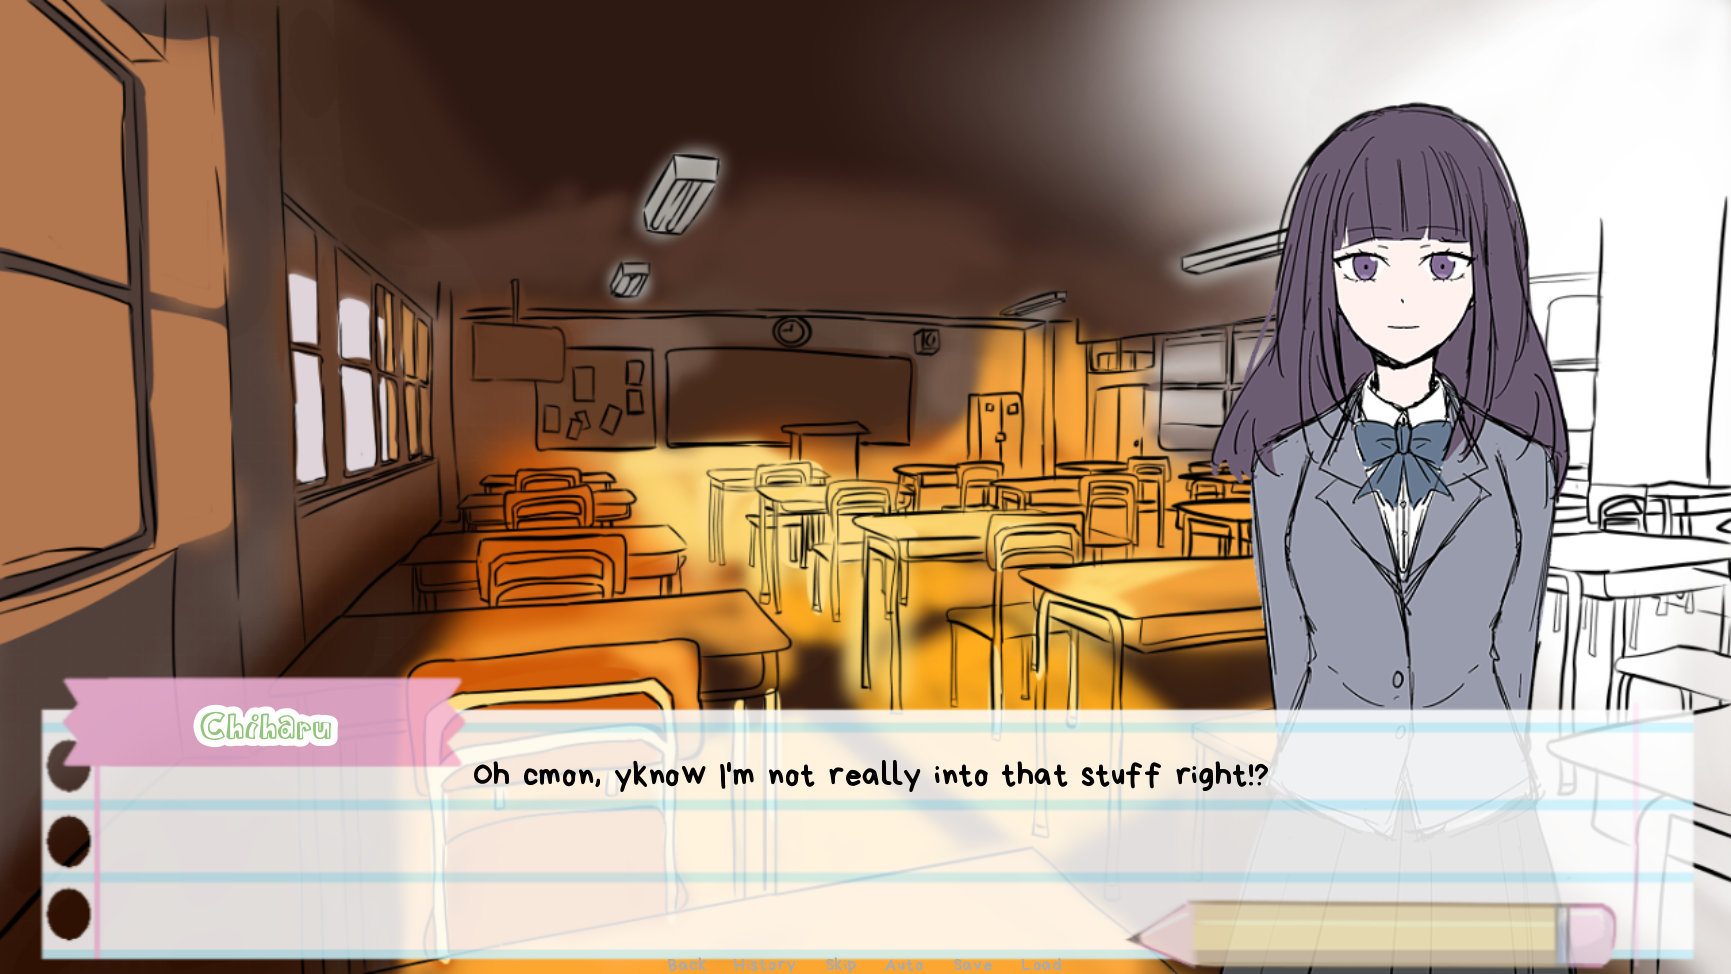 Chiharu
Oh cmon, yknow I'm not really into that stuff right!?
Back History Skip Auto Save Load